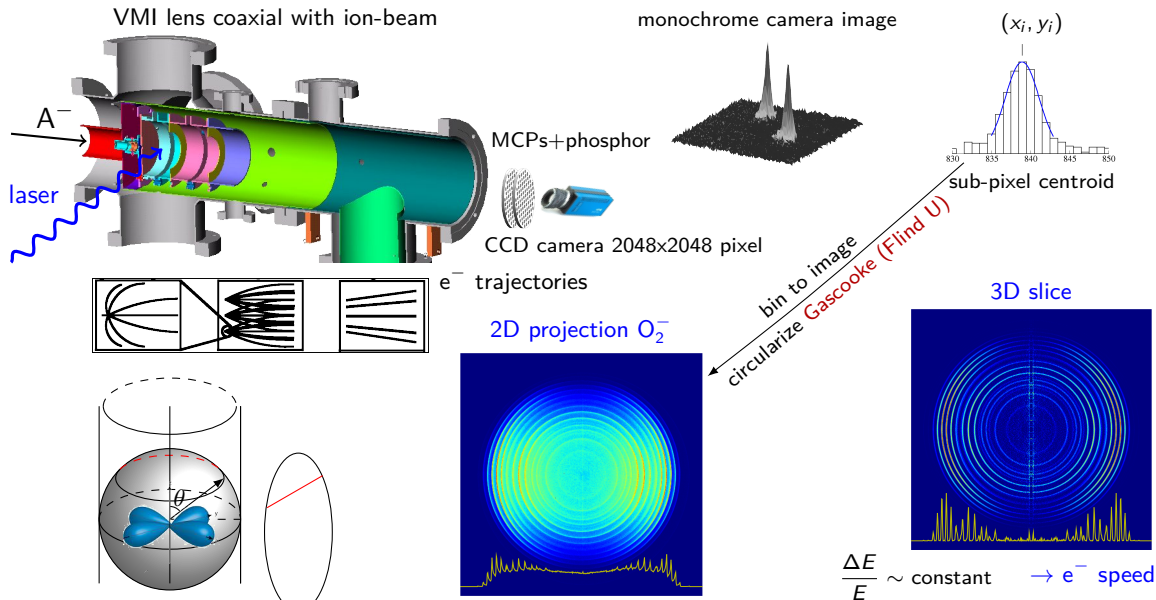 VMI lens coaxial with ion-beam
monochrome camera image
(x_i, y_i)
A⁻
laser
MCPs+phosphor
CCD camera 2048x2048 pixel
830 835 840 845 850
sub-pixel centroid
e⁻ trajectories
bin to image
circularize Gascooke (Flind U)
2D projection O₂⁻
3D slice
θ
y
ΔE/E ∼ constant → e⁻ speed